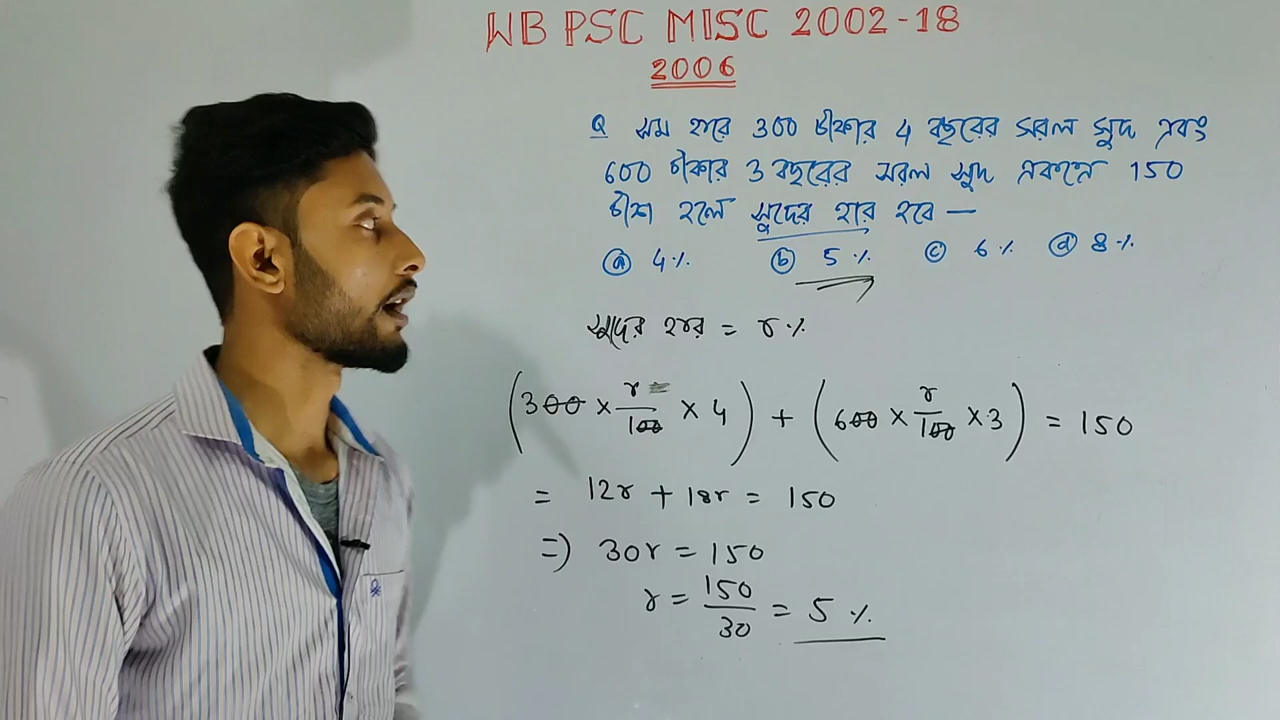 WB PSC MISC 2002-18
2006
Q সম হারে 300 টাকার 4 বছরের সরল সুদ এবং
600 টাকার 3 বছরের সরল সুদ একত্রে 150
টাকা হলে সুদের হার হবে —
ⓐ 4% ⓑ 5% ⓒ 6% ⓓ 8%
সুদের হার = r%
(300 × r/100 × 4) + (600 × r/100 × 3) = 150
= 12r + 18r = 150
⇒) 30r = 150
r = 150/30 = 5%